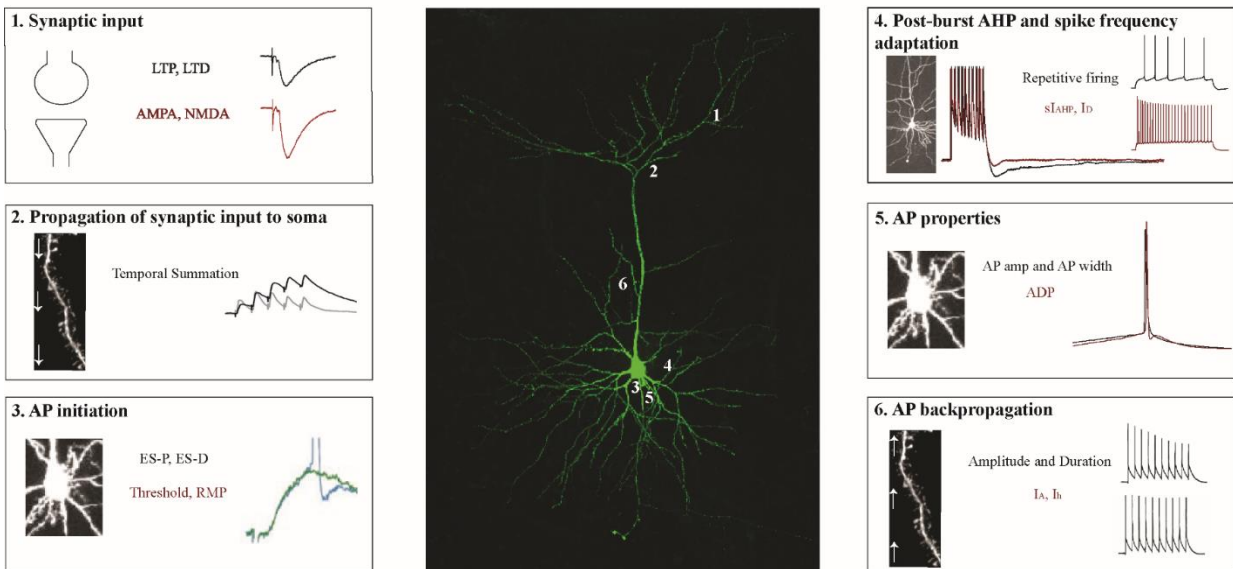 1. Synaptic input
LTP, LTD
AMPA, NMDA
2. Propagation of synaptic input to soma
Temporal Summation
3. AP initiation
ES-P, ES-D
Threshold, RMP
1
2
6
4
3
5
4. Post-burst AHP and spike frequency
adaptation
Repetitive firing
sIAHP, ID
5. AP properties
AP amp and AP width
ADP
6. AP backpropagation
Amplitude and Duration
IA, Ih